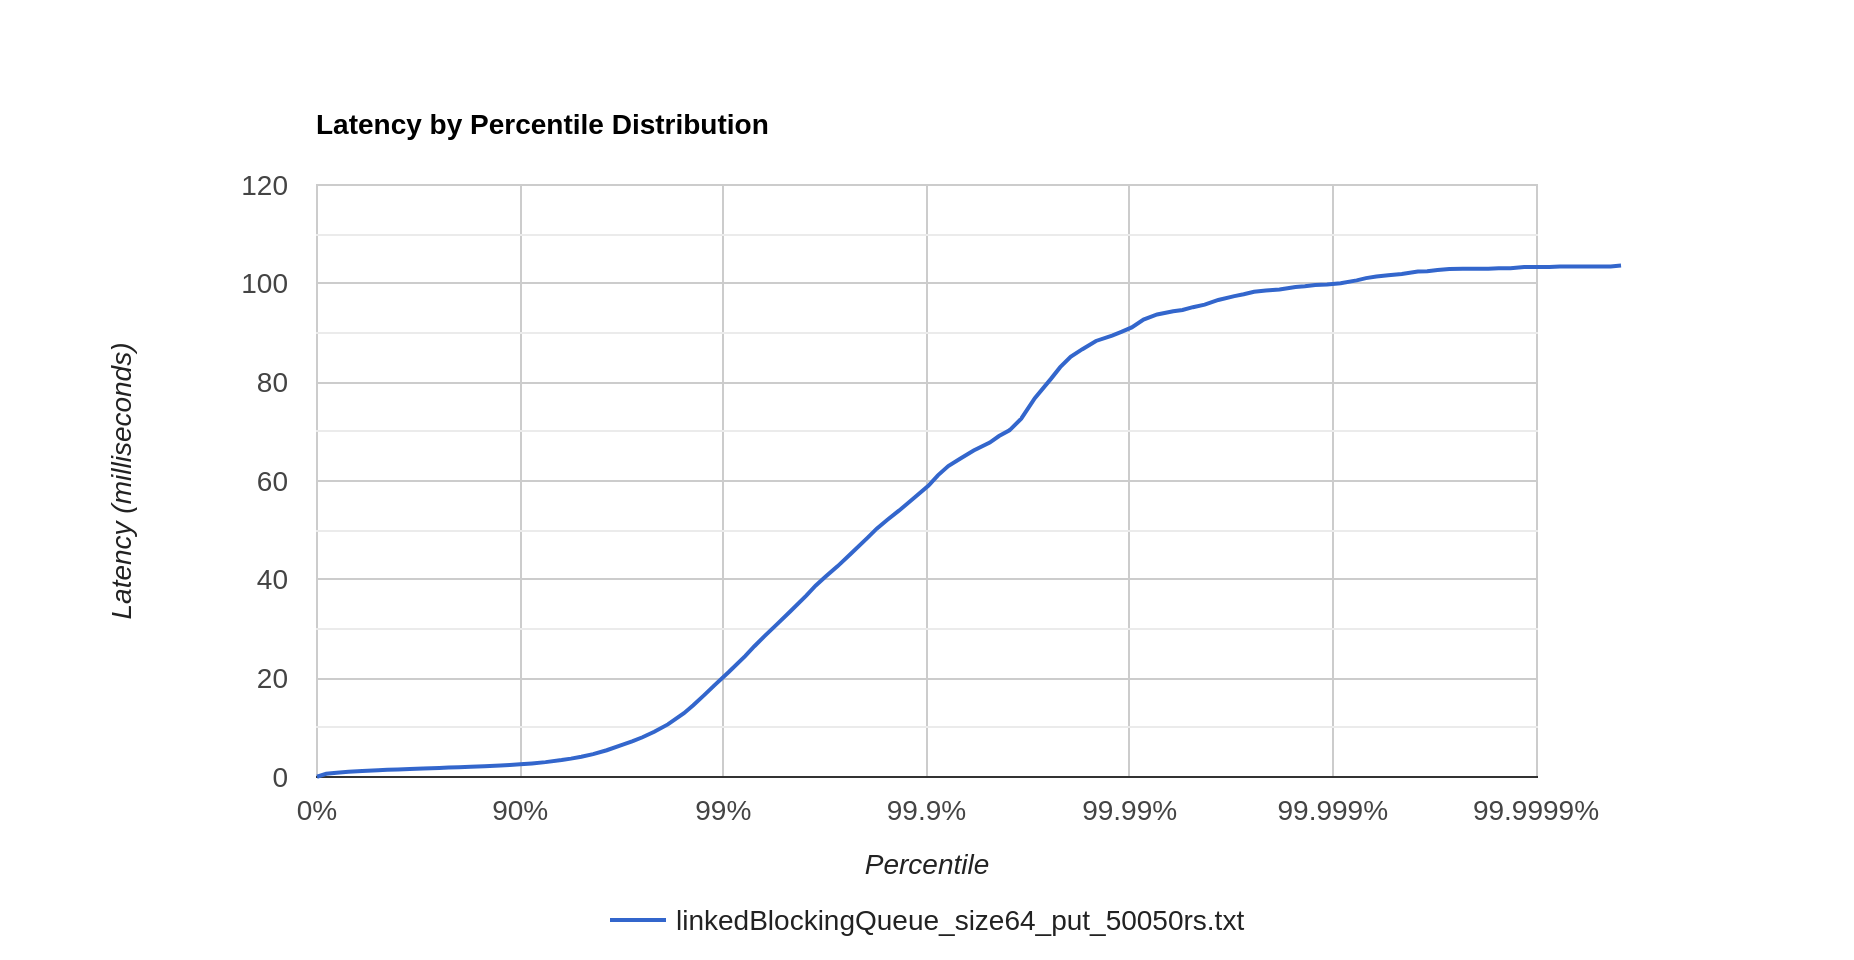 Latency by Percentile Distribution
120
100
80
60
40
20
0
Latency (milliseconds)
0% 90% 99% 99.9% 99.99% 99.999% 99.9999%
Percentile
linkedBlockingQueue_size64_put_50050rs.txt